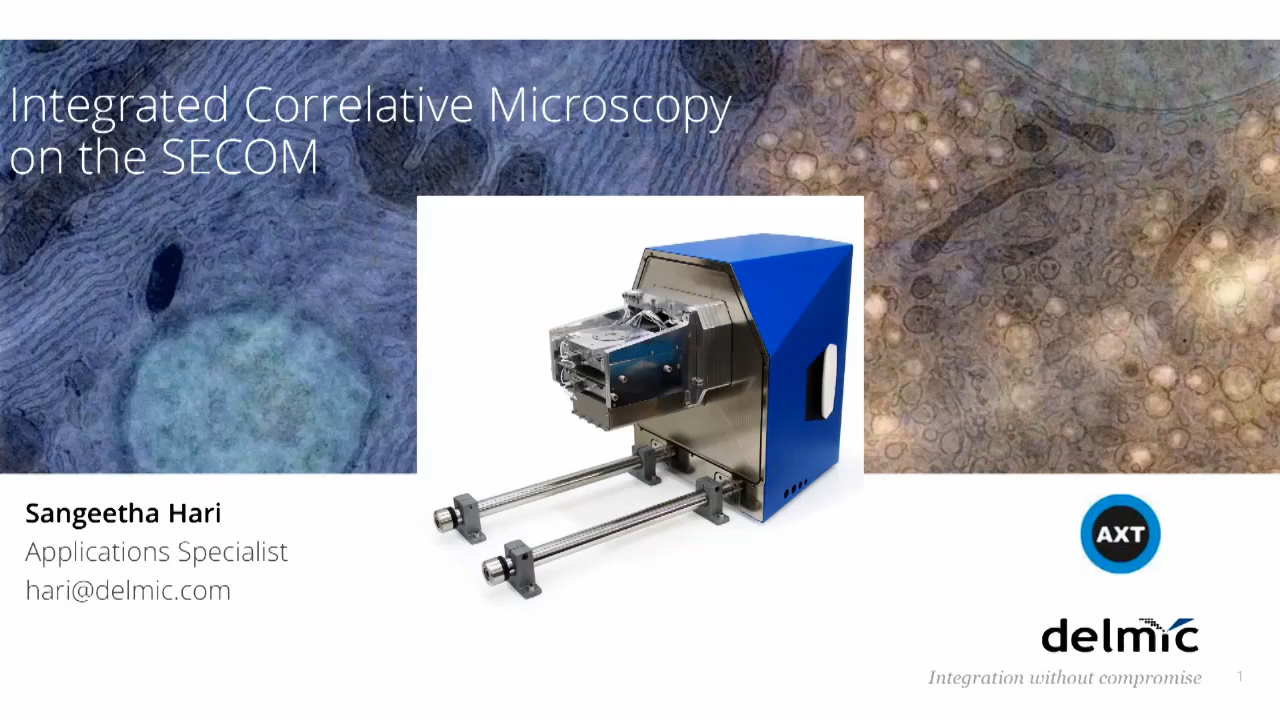 Integrated Correlative Microscopy
on the SECOM
Sangeetha Hari
Applications Specialist
hari@delmic.com
AXT
delmic
Integration without compromise
1